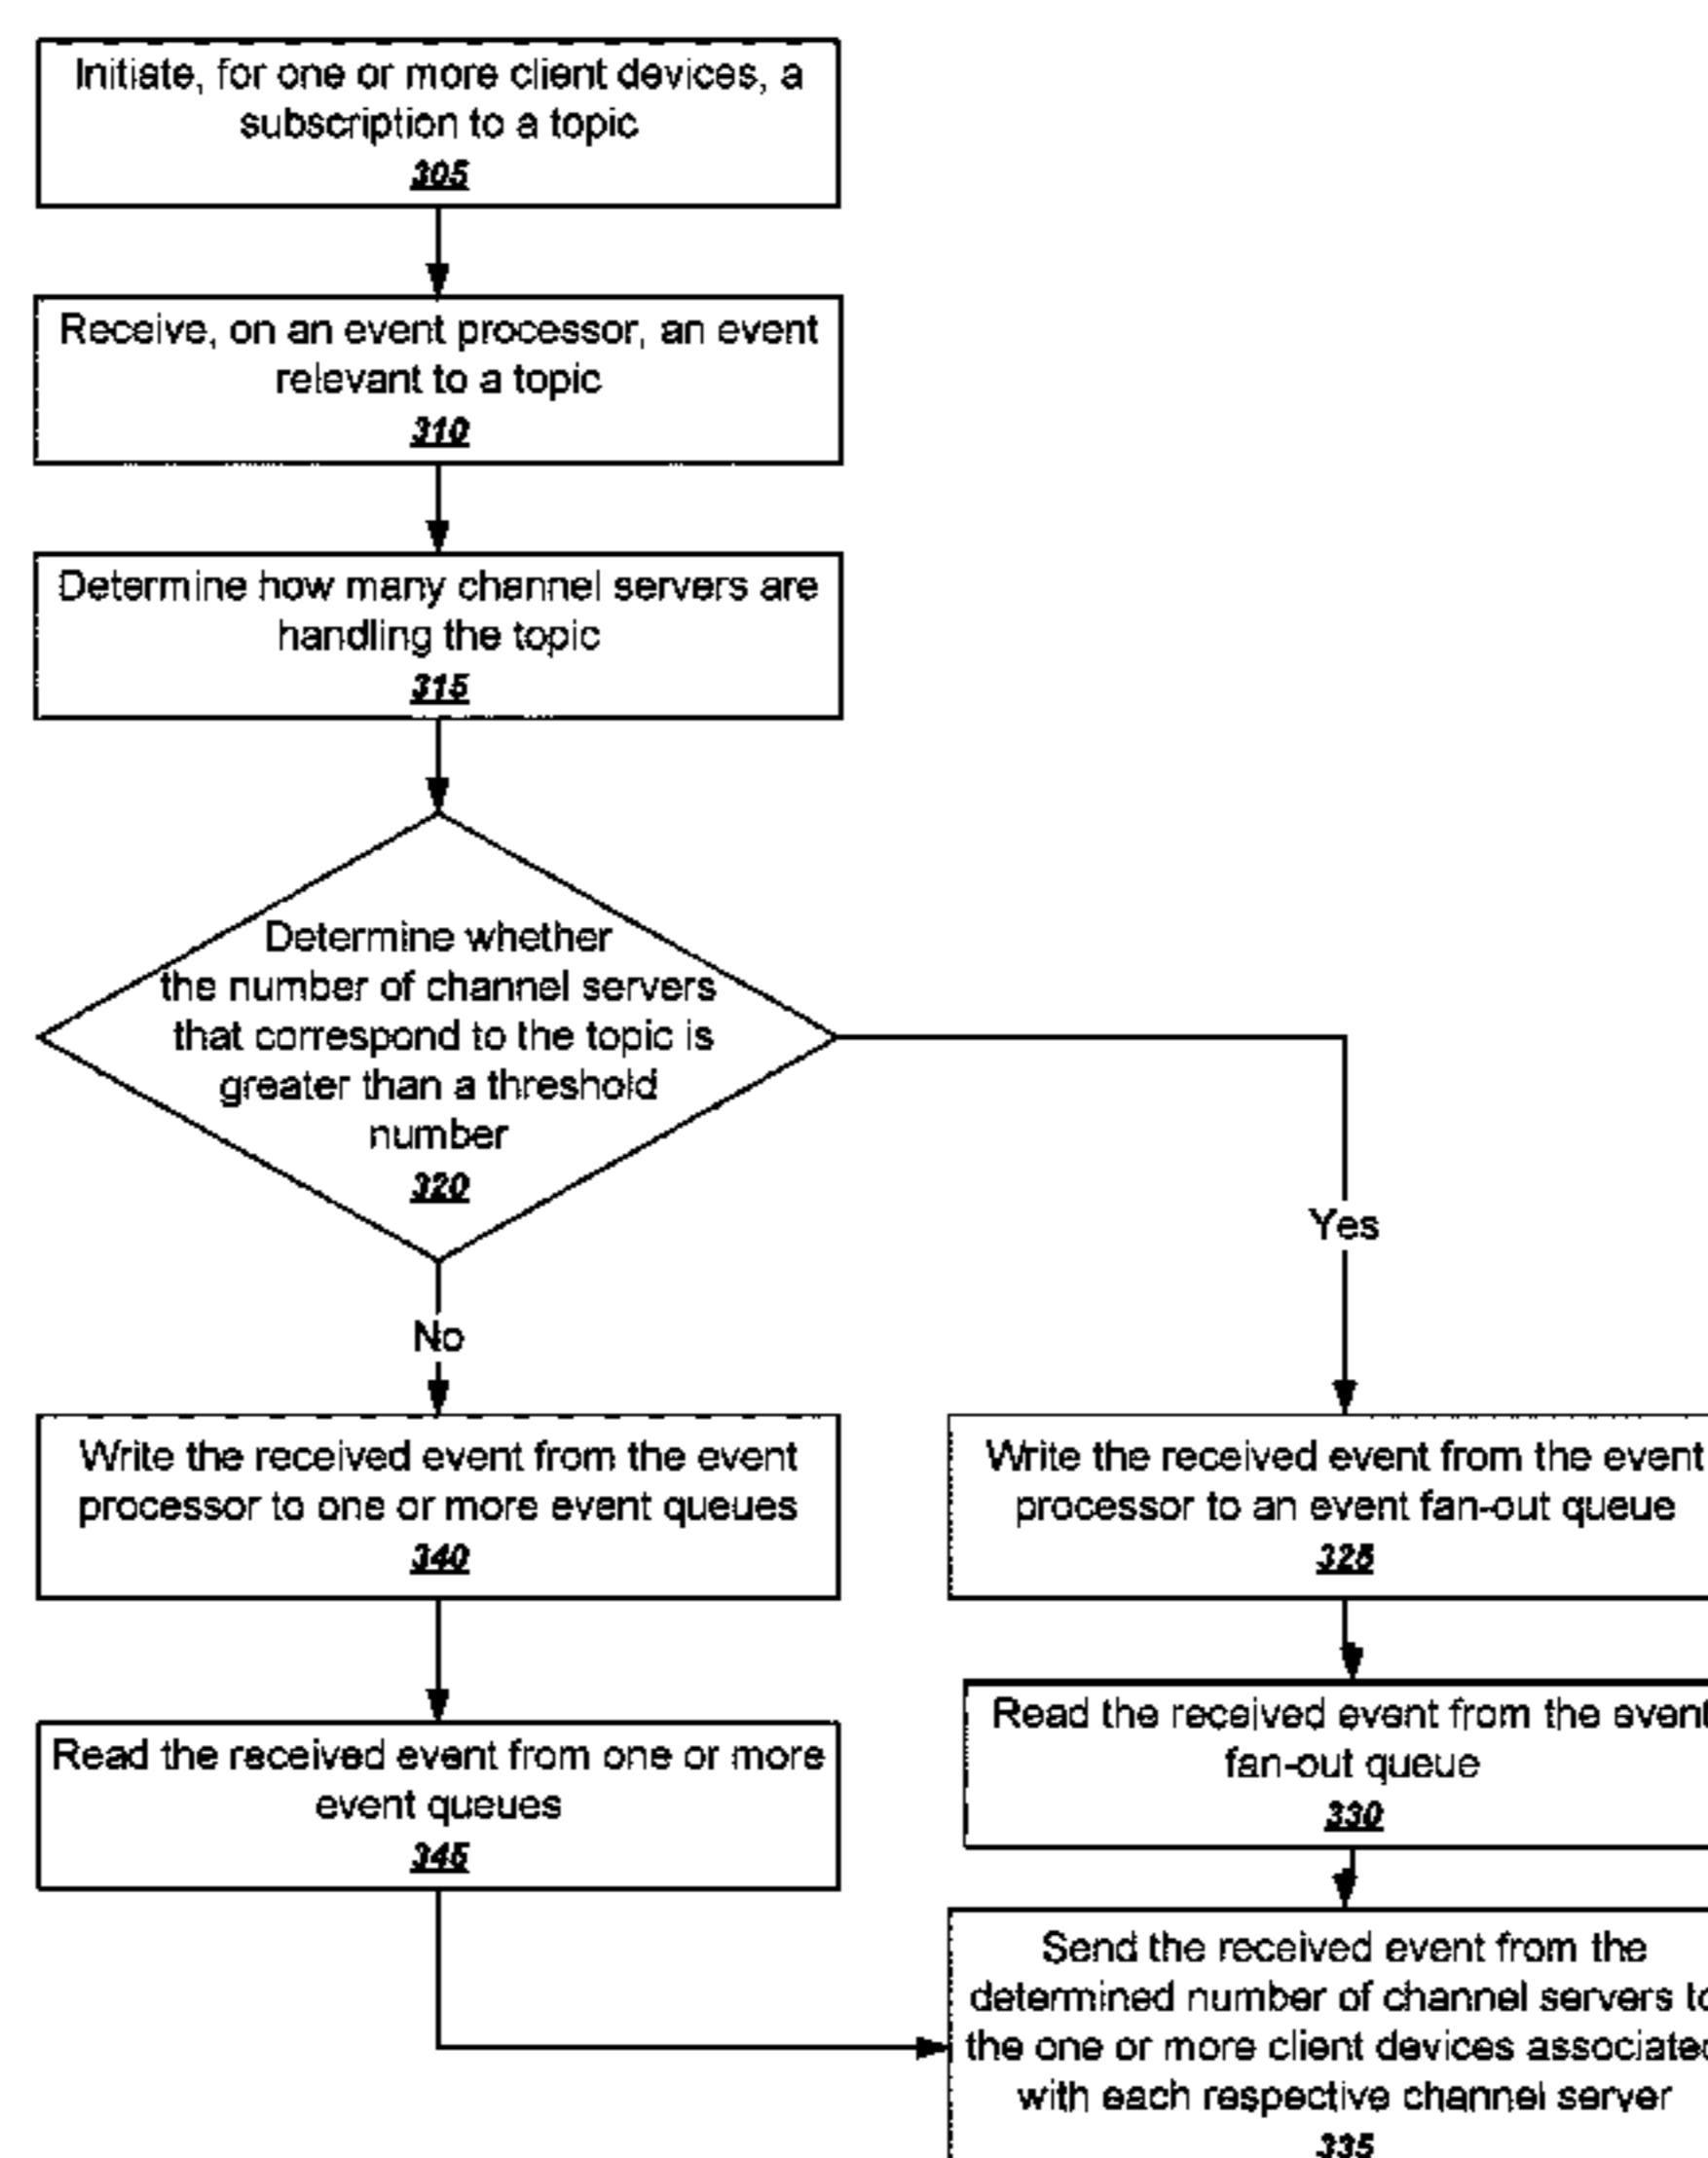 Initiate, for one or more client devices, a
subscription to a topic
305
Receive, on an event processor, an event
relevant to a topic
310
Determine how many channel servers are
handling the topic
315
Determine whether
the number of channel servers
that correspond to the topic is
greater than a threshold
number
320
Yes
No
Write the received event from the event
processor to one or more event queues
340
Write the received event from the event
processor to an event fan-out queue
325
Read the received event from the event
fan-out queue
330
Read the received event from one or more
event queues
345
Send the received event from the
determined number of channel servers to
the one or more client devices associated
with each respective channel server
335